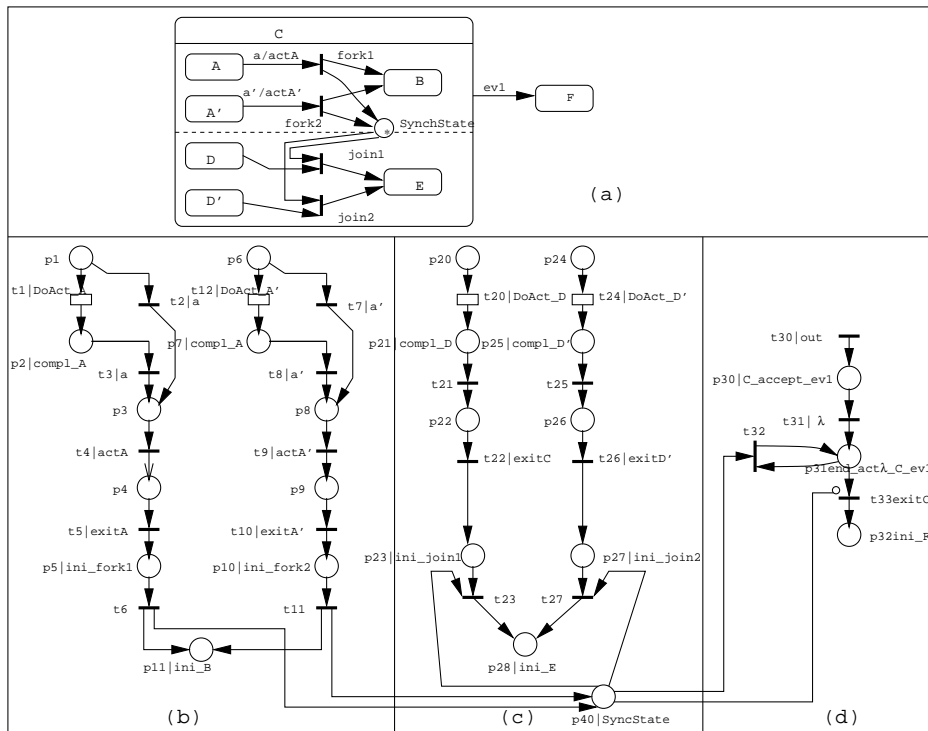 C
a/actA
fork1
A
B
ev1
F
a'/actA'
A'
fork2
*
SynchState
D
join1
E
D'
join2
(a)
p1
p6
p20
p24
t1|DoAct_A
t12|DoAct_A'
t20|DoAct_D
t24|DoAct_D'
t2|a
t7|a'
t30|out
p2|compl_A
p7|compl_A
p21|compl_D
p25|compl_D'
t3|a
t8|a'
t21
t25
p30|C_accept_ev1
p3
p8
p22
p26
t31| λ
t32
t4|actA
t9|actA'
t22|exitC
t26|exitD'
p31end_actλ_C_ev1
p4
p9
t33exitC
t5|exitA
t10|exitA'
p32ini_F
p5|ini_fork1
p10|ini_fork2
p23|ini_join1
p27|ini_join2
t6
t11
t23
t27
p11|ini_B
p28|ini_E
p40|SyncState
(b)
(c)
(d)